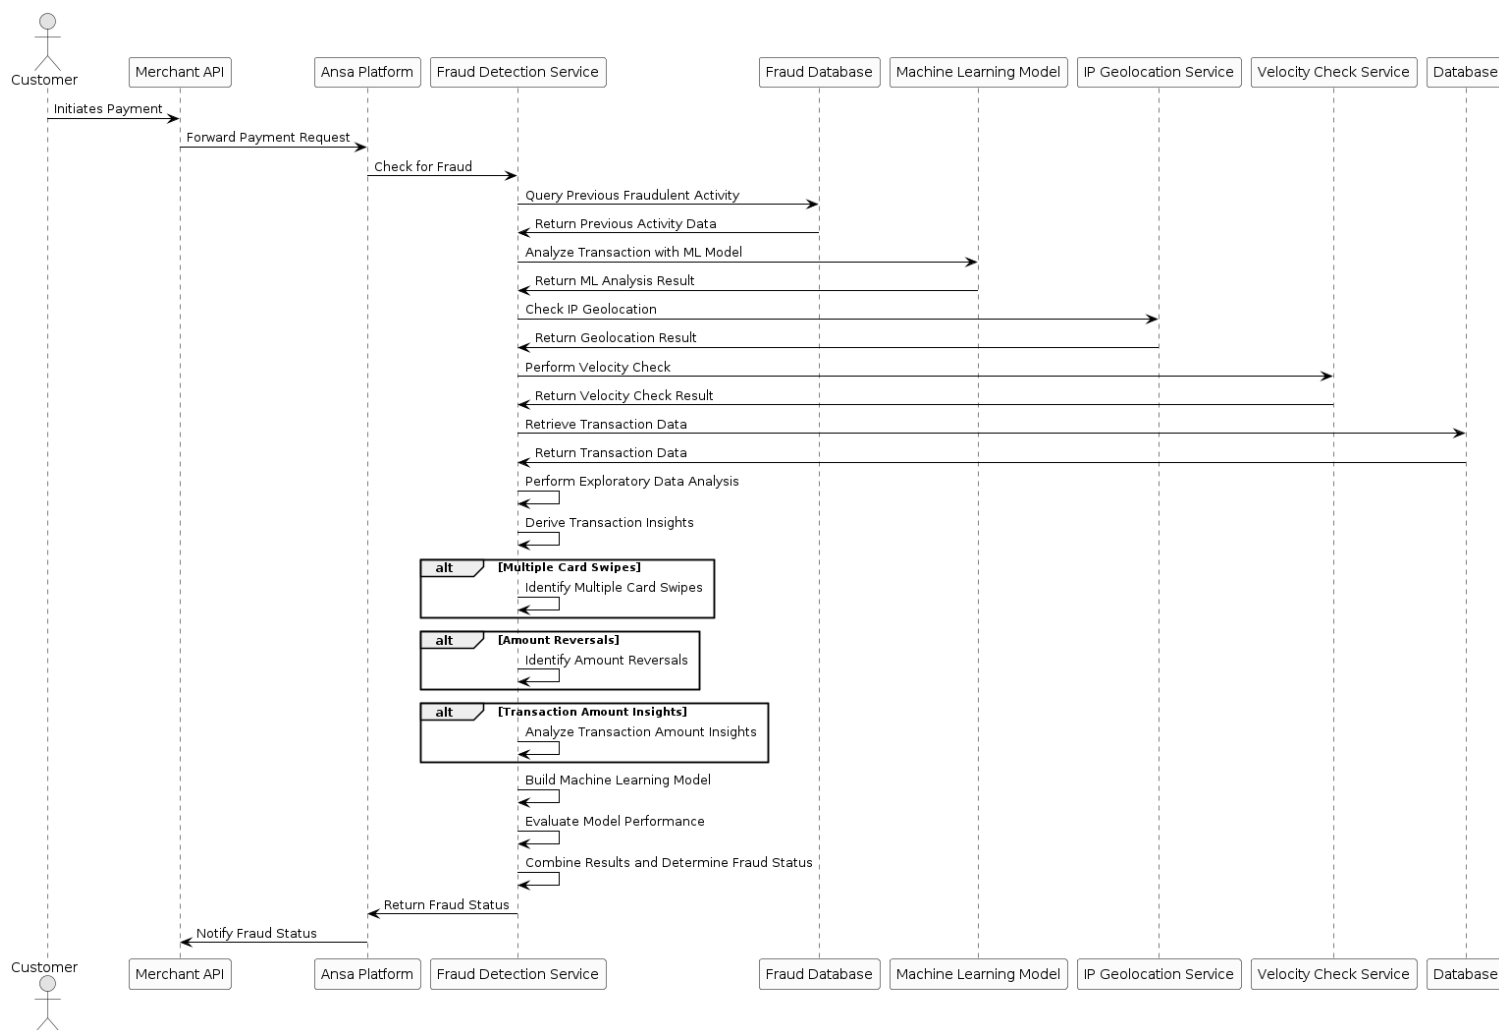 Customer
Merchant API
Ansa Platform
Fraud Detection Service
Fraud Database
Machine Learning Model
IP Geolocation Service
Velocity Check Service
Database
Initiates Payment
Forward Payment Request
Check for Fraud
Query Previous Fraudulent Activity
Return Previous Activity Data
Analyze Transaction with ML Model
Return ML Analysis Result
Check IP Geolocation
Return Geolocation Result
Perform Velocity Check
Return Velocity Check Result
Retrieve Transaction Data
Return Transaction Data
Perform Exploratory Data Analysis
Derive Transaction Insights
alt [Multiple Card Swipes]
Identify Multiple Card Swipes
alt [Amount Reversals]
Identify Amount Reversals
alt [Transaction Amount Insights]
Analyze Transaction Amount Insights
Build Machine Learning Model
Evaluate Model Performance
Combine Results and Determine Fraud Status
Return Fraud Status
Notify Fraud Status
Customer
Merchant API
Ansa Platform
Fraud Detection Service
Fraud Database
Machine Learning Model
IP Geolocation Service
Velocity Check Service
Database